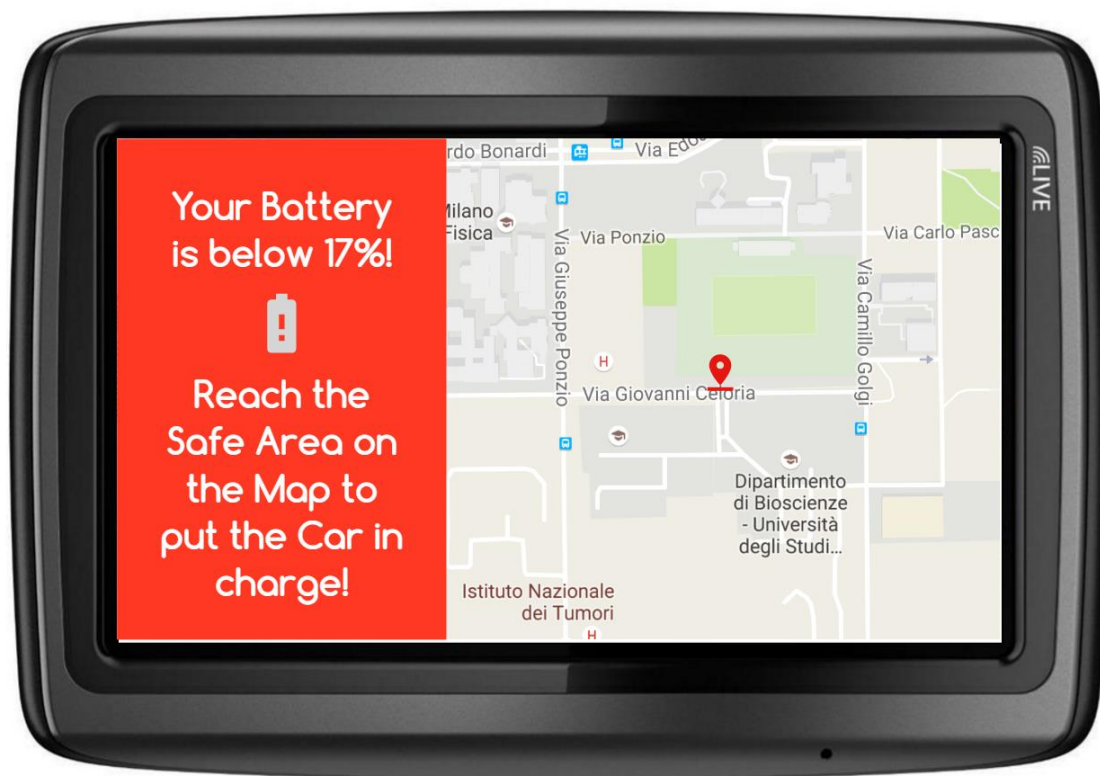 Your Battery
is below 17%!
Reach the
Safe Area on
the Map to
put the Car in
charge!
rdo Bonardi
Via Edoa
Milano
Fisica
Via Ponzio
Via Carlo Pasc
Via Giuseppe Ponzio
Via Camillo Golgi
H
Via Giovanni Celoria
Dipartimento
di Bioscienze
- Università
degli Studi...
Istituto Nazionale
dei Tumori
H
LIVE